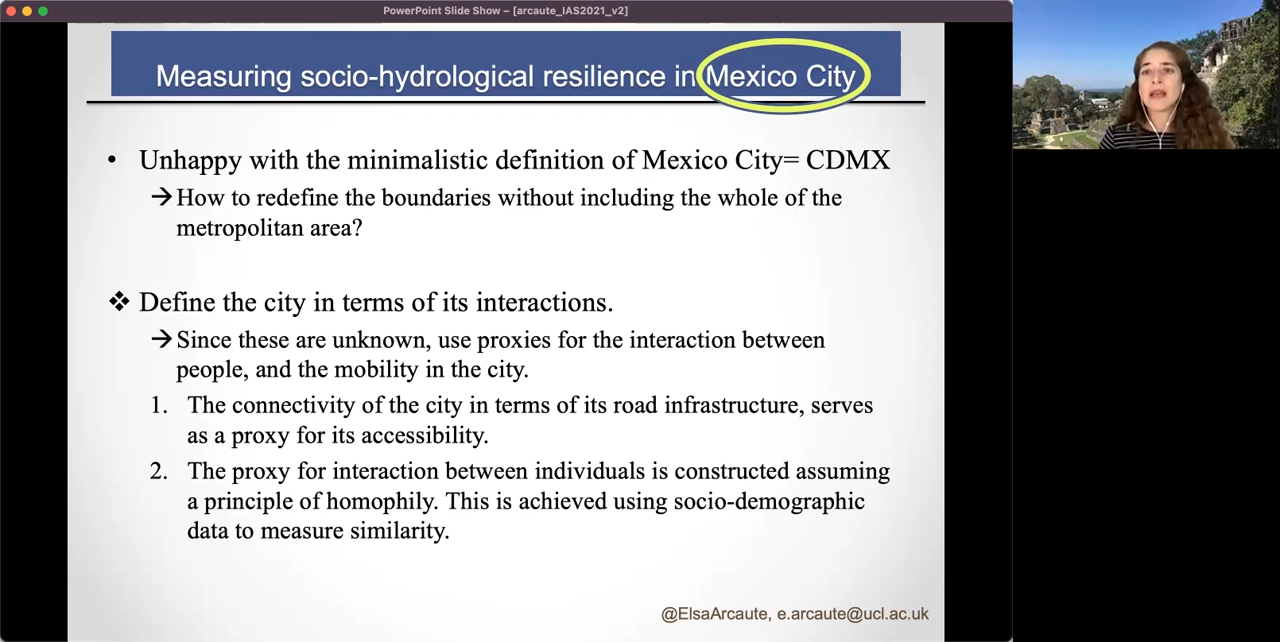 PowerPoint Slide Show – [arcaute_IAS2021_v2]
Measuring socio-hydrological resilience in Mexico City
• Unhappy with the minimalistic definition of Mexico City= CDMX
→ How to redefine the boundaries without including the whole of the
metropolitan area?
❖ Define the city in terms of its interactions.
→ Since these are unknown, use proxies for the interaction between
people, and the mobility in the city.
1. The connectivity of the city in terms of its road infrastructure, serves
as a proxy for its accessibility.
2. The proxy for interaction between individuals is constructed assuming
a principle of homophily. This is achieved using socio-demographic
data to measure similarity.
@ElsaArcaute, e.arcaute@ucl.ac.uk